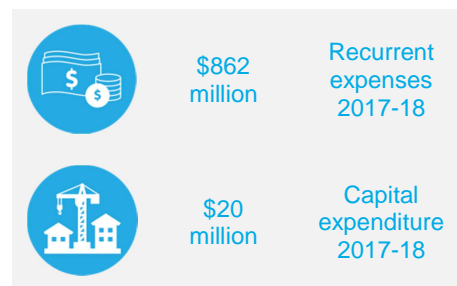 $862
million
Recurrent
expenses
2017-18
$20
million
Capital
expenditure
2017-18